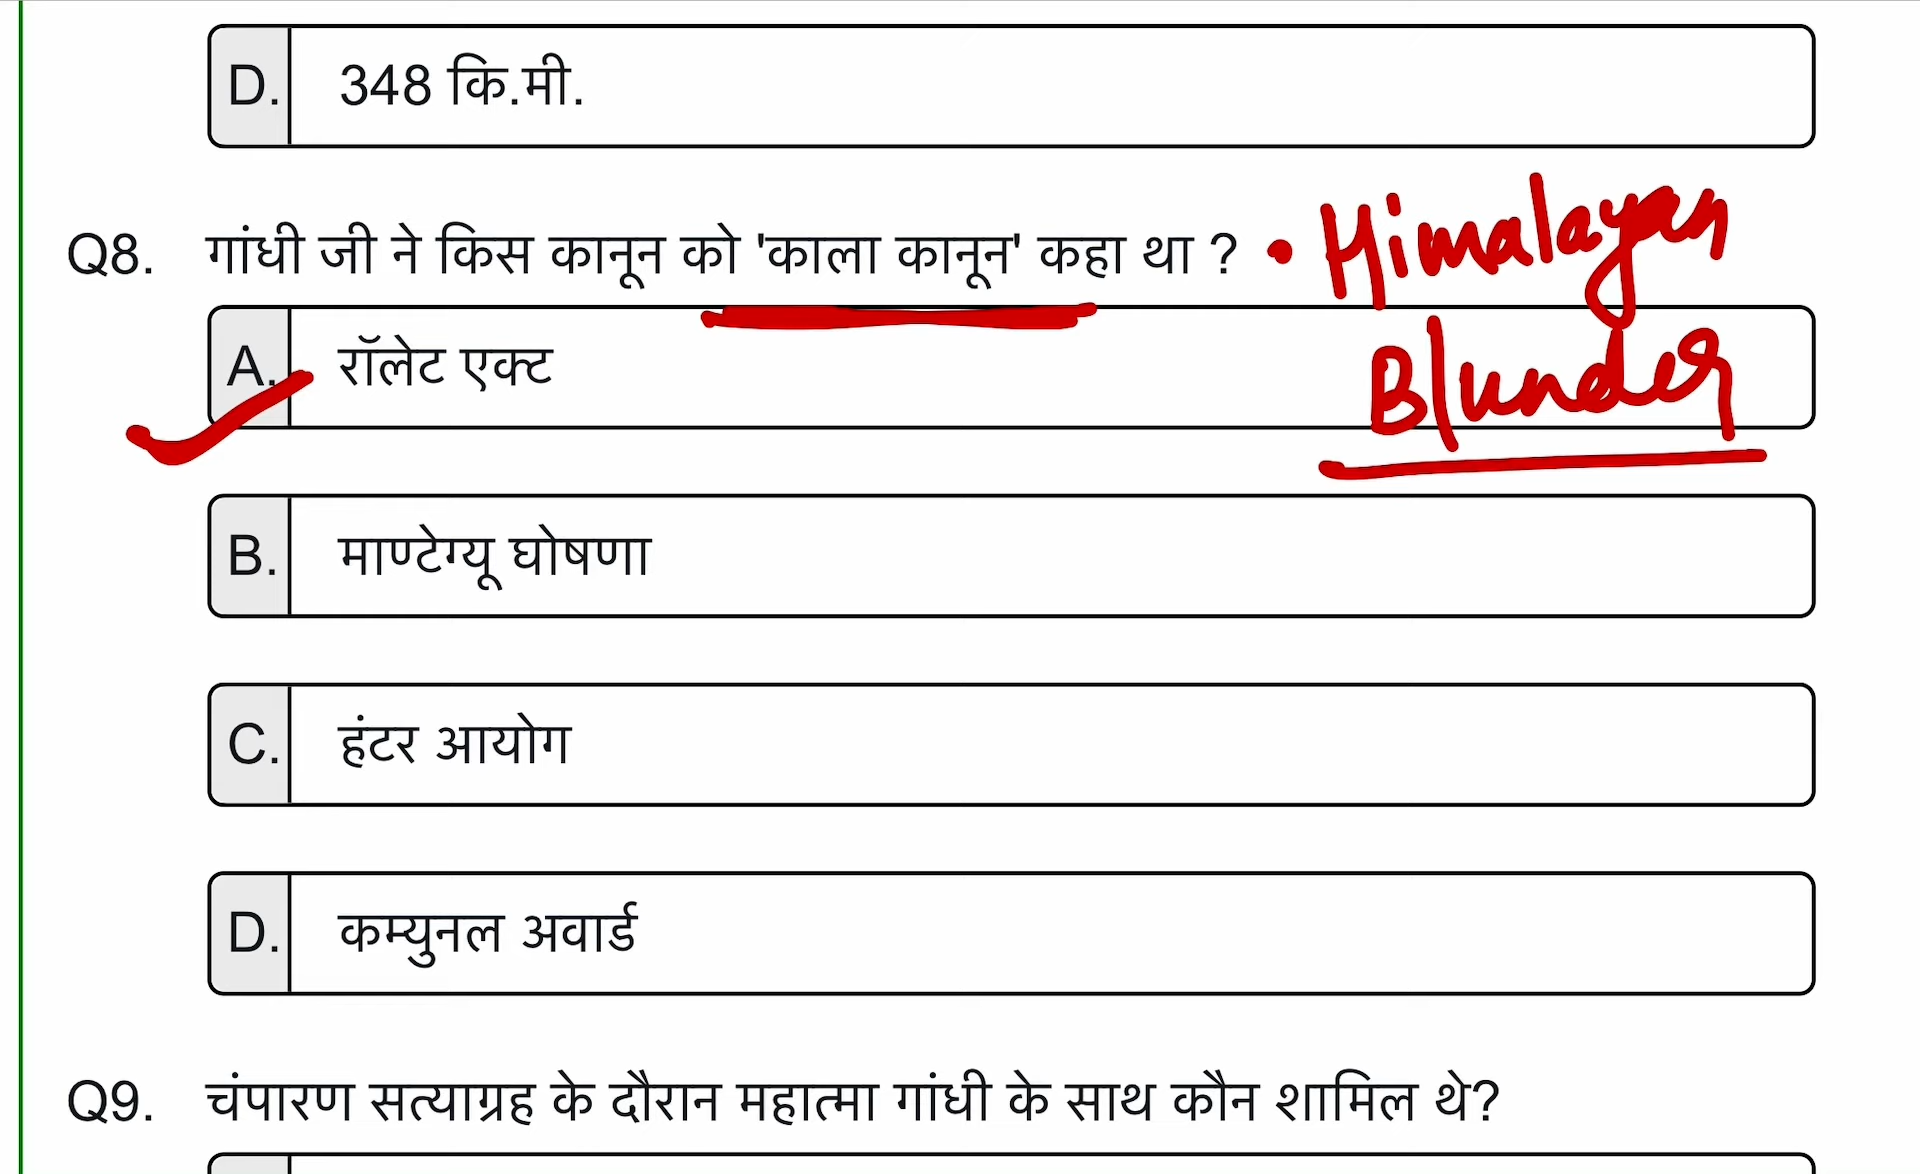 D. 348 कि.मी.
Q8. गांधी जी ने किस कानून को 'काला कानून' कहा था ? • Himalayan
Blunder
A. रॉलेट एक्ट
B. माण्टेग्यू घोषणा
C. हंटर आयोग
D. कम्युनल अवार्ड
Q9. चंपारण सत्याग्रह के दौरान महात्मा गांधी के साथ कौन शामिल थे?